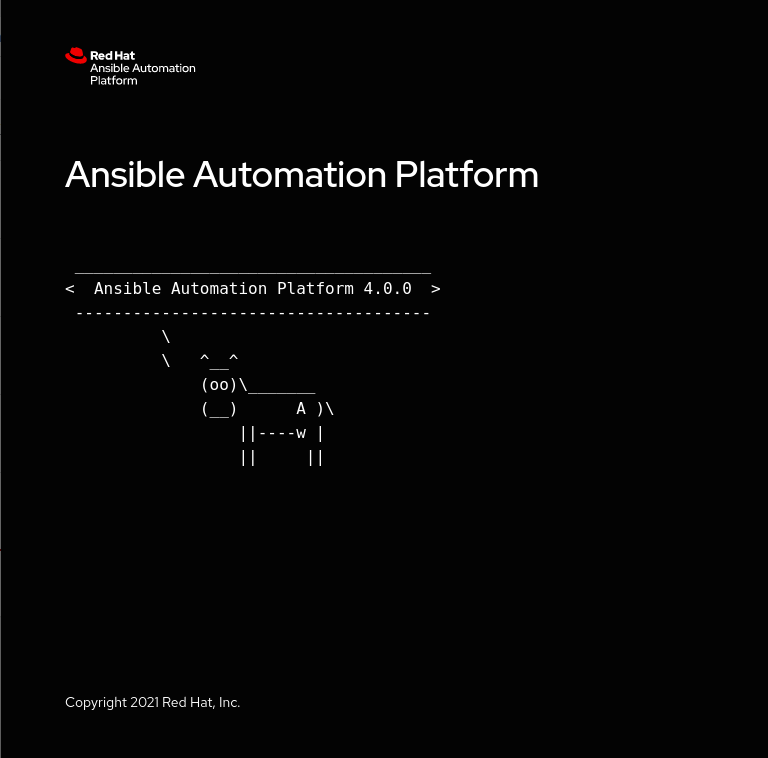 Red Hat
Ansible Automation
Platform
Ansible Automation Platform
 _____________________________________
<  Ansible Automation Platform 4.0.0  >
 -------------------------------------
          \
          \   ^__^
              (oo)\_______
              (__)      A )\
                  ||----w |
                  ||     ||
Copyright 2021 Red Hat, Inc.